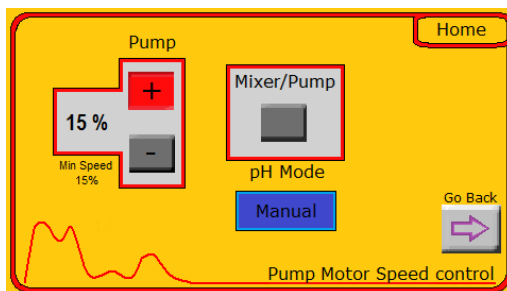 Home
Pump
+
15 %
-
Min Speed
15%
Mixer/Pump
pH Mode
Manual
Go Back
Pump Motor Speed control